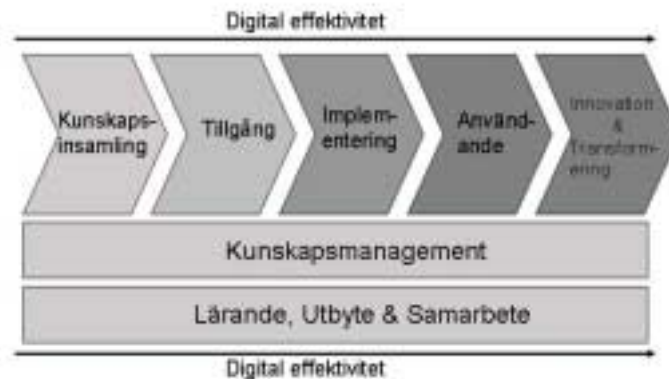 Digital effektivitet
Kunskaps-
insamling
Tillgång
Implem-
entering
Använd-
ande
Innovation
&
Transform-
ering
Kunskapsmanagement
Lärande, Utbyte & Samarbete
Digital effektivitet